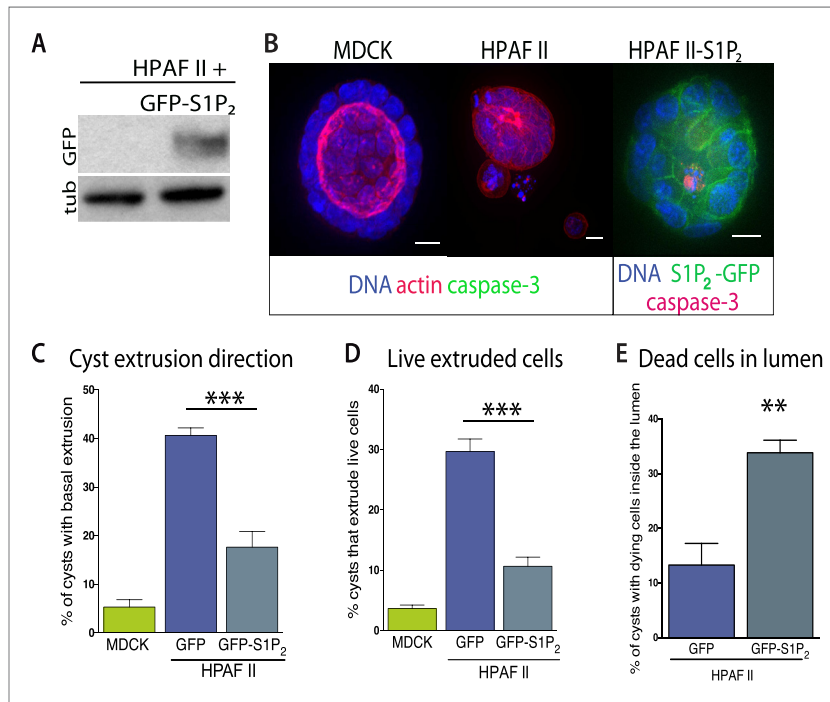 A
HPAF II +
GFP-S1P₂
GFP
tub
B
MDCK
HPAF II
HPAF II-S1P₂
DNA actin caspase-3
DNA S1P₂-GFP
caspase-3
C Cyst extrusion direction
% of cysts with basal extrusion
50
40
30
20
10
0
***
MDCK
GFP
GFP-S1P₂
HPAF II
D Live extruded cells
% cysts that extrude live cells
40
30
20
10
0
***
MDCK
GFP
GFP-S1P₂
HPAF II
E Dead cells in lumen
% of cysts with dying cells inside the lumen
40
30
20
10
0
**
GFP
GFP-S1P₂
HPAF II